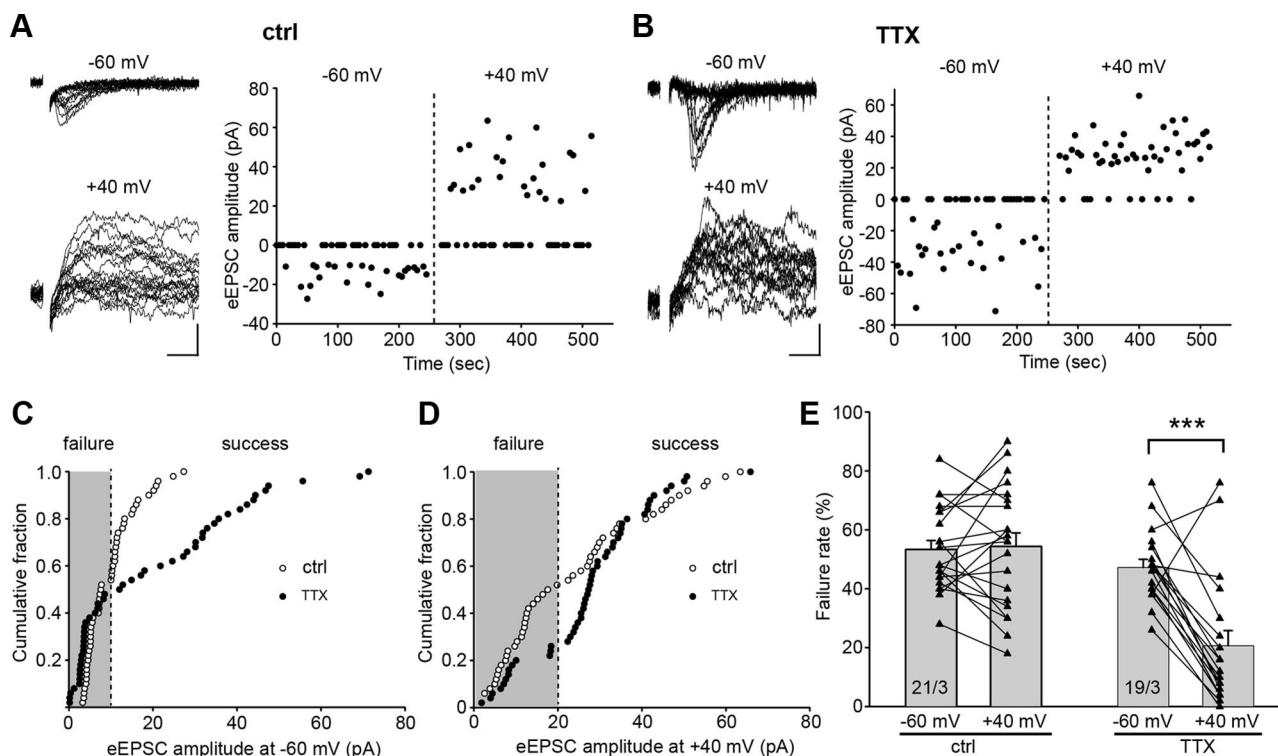 A
ctrl
-60 mV
+40 mV
-60 mV
+40 mV
eEPSC amplitude (pA)
80
60
40
20
0
-20
-40
0
100
200
300
400
500
Time (sec)
B
TTX
-60 mV
+40 mV
-60 mV
+40 mV
eEPSC amplitude (pA)
60
40
20
0
-20
-40
-60
-80
0
100
200
300
400
500
Time (sec)
C
failure
success
Cumulative fraction
1.0
0.8
0.6
0.4
0.2
ctrl
TTX
0
20
40
60
80
eEPSC amplitude at -60 mV (pA)
D
failure
success
Cumulative fraction
1.0
0.8
0.6
0.4
0.2
ctrl
TTX
0
20
40
60
80
eEPSC amplitude at +40 mV (pA)
E
Failure rate (%)
100
80
60
40
20
0
***
21/3
19/3
-60 mV
+40 mV
-60 mV
+40 mV
ctrl
TTX